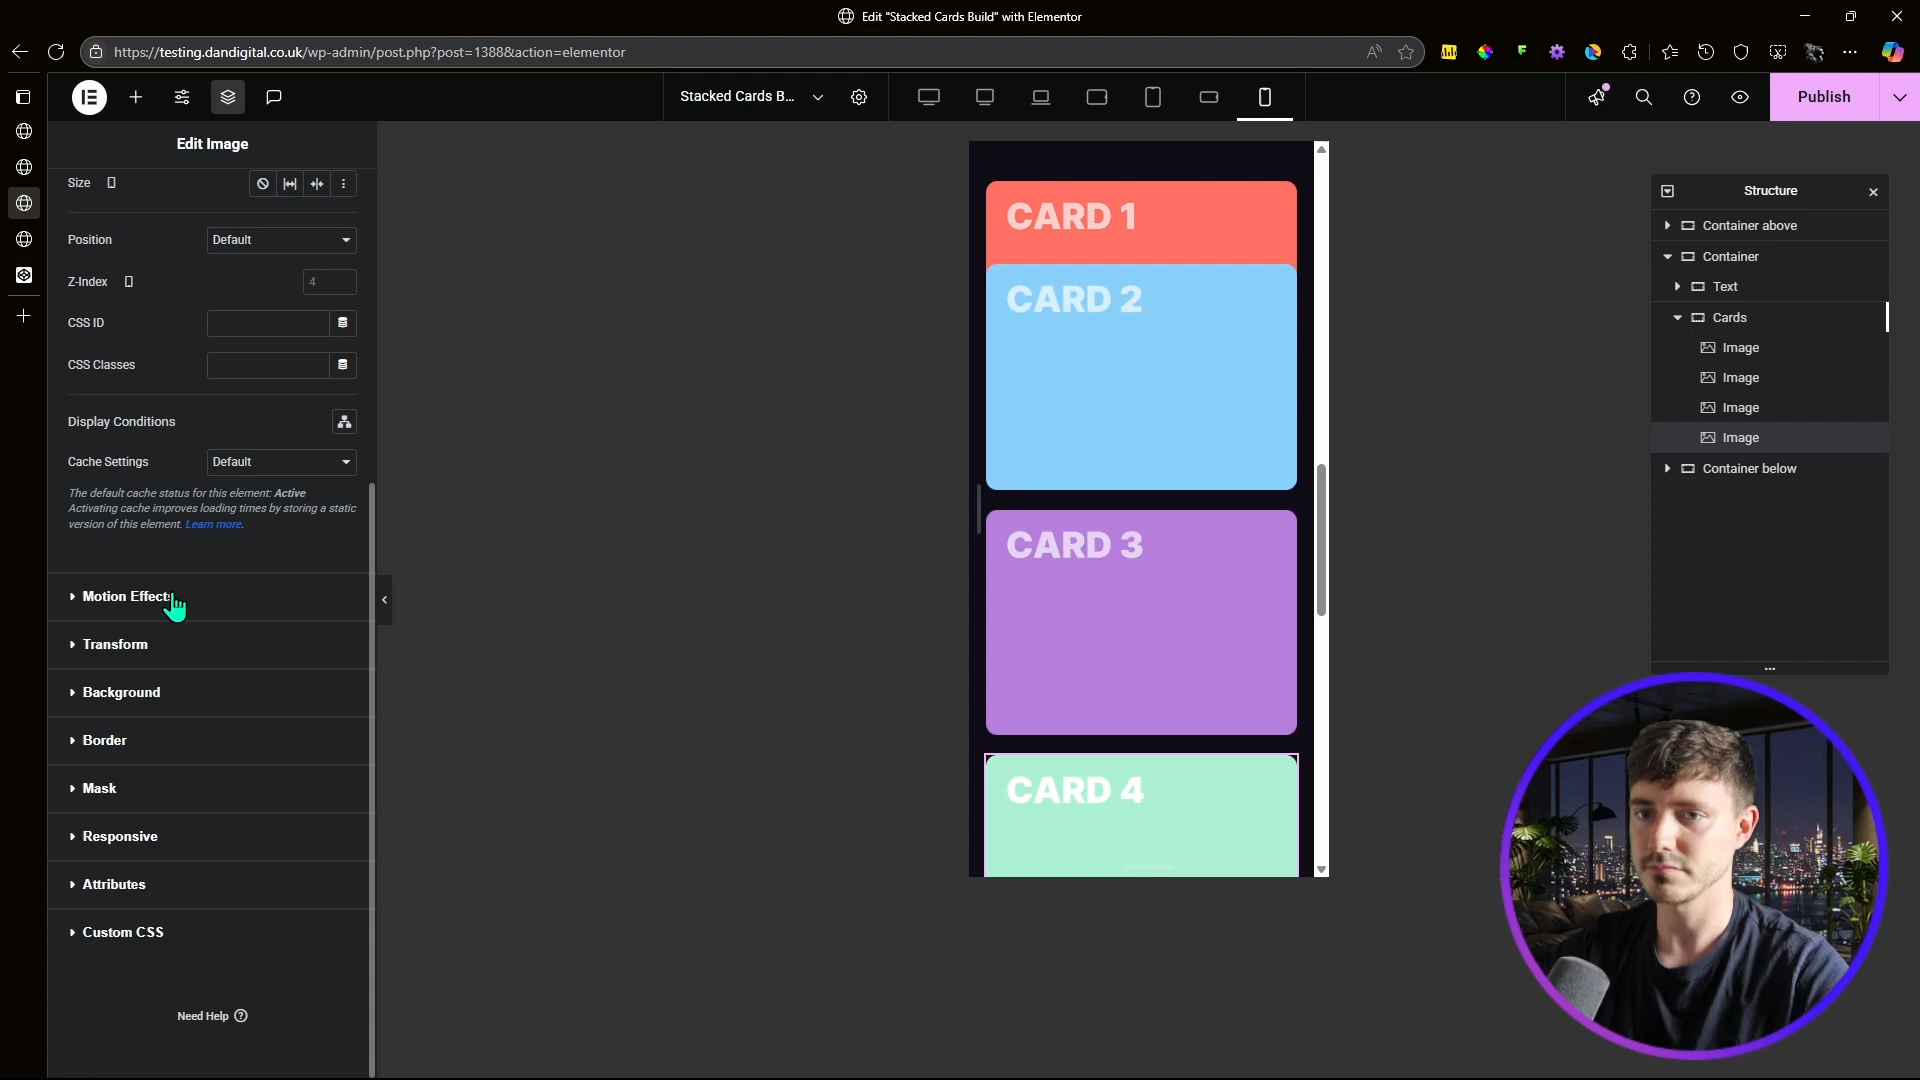 Edit "Stacked Cards Build" with Elementor
https://testing.dandigital.co.uk/wp-admin/post.php?post=1388&action=elementor
Stacked Cards B...
Publish
Edit Image
Size
Position
Default
Z-Index
4
CSS ID
CSS Classes
Display Conditions
Cache Settings
Default
The default cache status for this element: Active
Activating cache improves loading times by storing a static
version of this element. Learn more.
Motion Effects
Transform
Background
Border
Mask
Responsive
Attributes
Custom CSS
Need Help
CARD 1
CARD 2
CARD 3
CARD 4
Structure
Container above
Container
Text
Cards
Image
Image
Image
Image
Container below